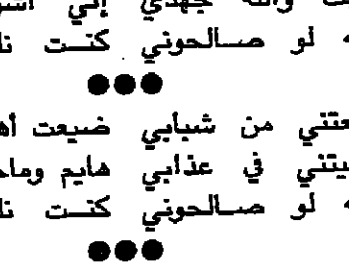 والله جهدي إني
لو صالحوني كنت
●●●
من شبابي ضيعت
في عذابي هايم
لو صالحوني كنت
●●●